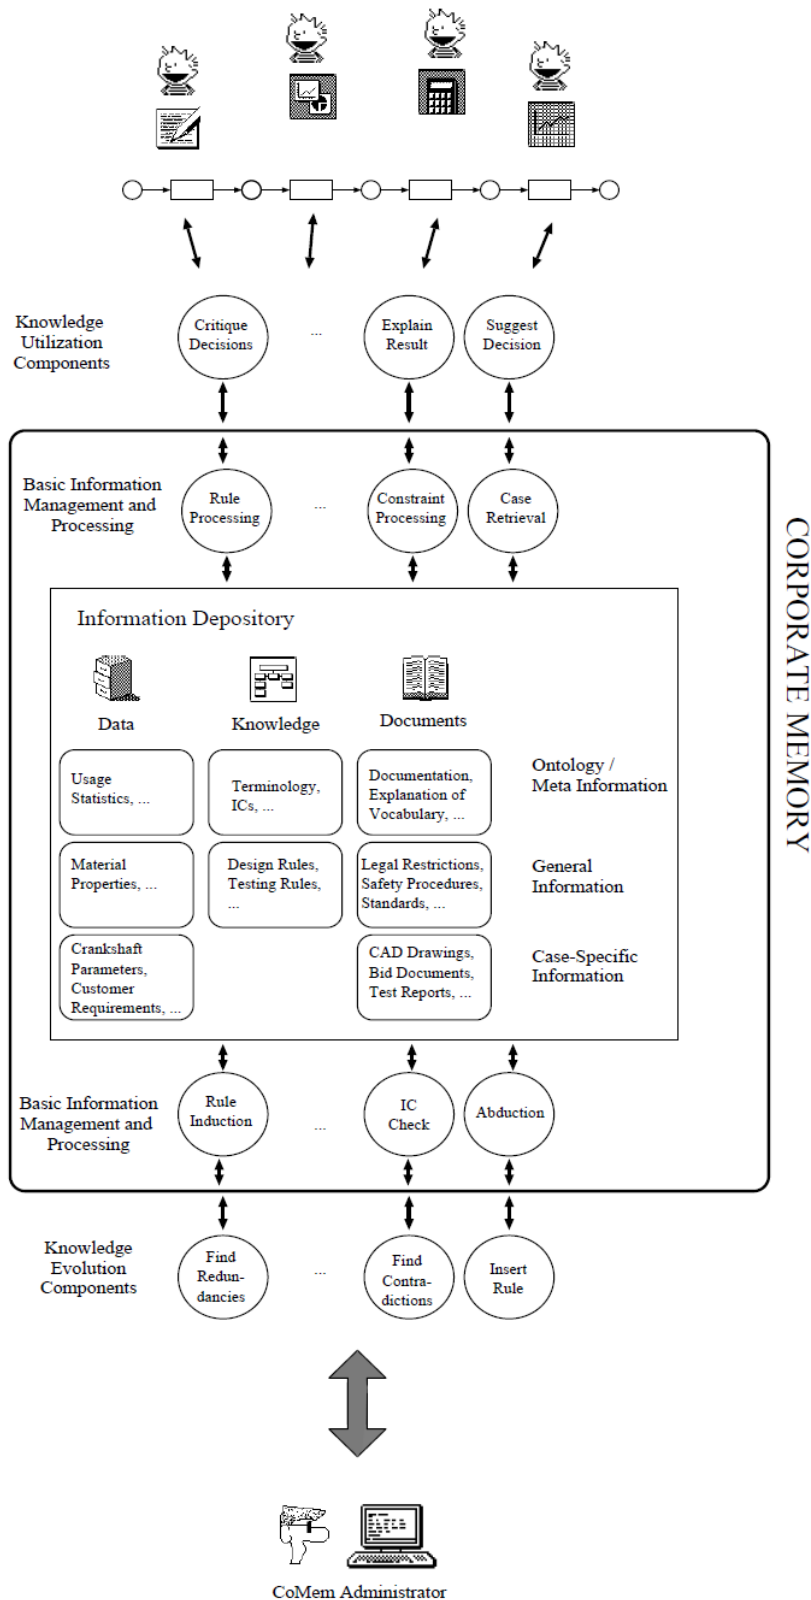 Knowledge
Utilization
Components
Critique
Decisions
...
Explain
Result
Suggest
Decision
Basic Information
Management and
Processing
Rule
Processing
...
Constraint
Processing
Case
Retrieval
CORPORATE MEMORY
Information Depository
Data
Knowledge
Documents
Usage
Statistics, ...
Terminology,
ICs, ...
Documentation,
Explanation of
Vocabulary, ...
Ontology /
Meta Information
Material
Properties, ...
Design Rules,
Testing Rules,
...
Legal Restrictions,
Safety Procedures,
Standards, ...
General
Information
Crankshaft
Parameters,
Customer
Requirements, ...
CAD Drawings,
Bid Documents,
Test Reports, ...
Case-Specific
Information
Basic Information
Management and
Processing
Rule
Induction
...
IC
Check
Abduction
Knowledge
Evolution
Components
Find
Redun-
dancies
...
Find
Contra-
dictions
Insert
Rule
CoMem Administrator